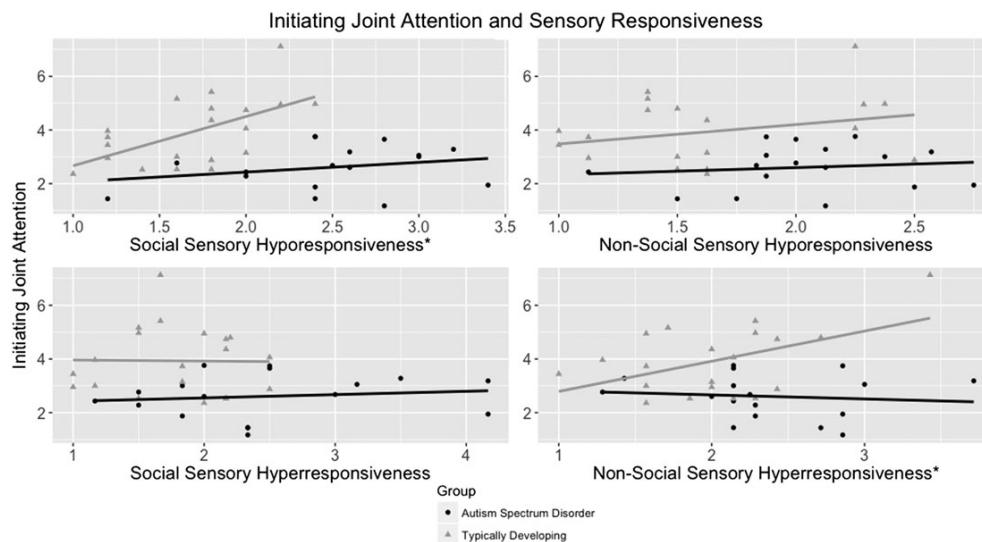 Initiating Joint Attention and Sensory Responsiveness
Initiating Joint Attention
6
4
2
1.0 1.5 2.0 2.5 3.0 3.5
Social Sensory Hyporesponsiveness*
6
4
2
1.0 1.5 2.0 2.5
Non-Social Sensory Hyporesponsiveness
6
4
2
1 2 3 4
Social Sensory Hyperresponsiveness
6
4
2
1 2 3
Non-Social Sensory Hyperresponsiveness*
Group
Autism Spectrum Disorder
Typically Developing